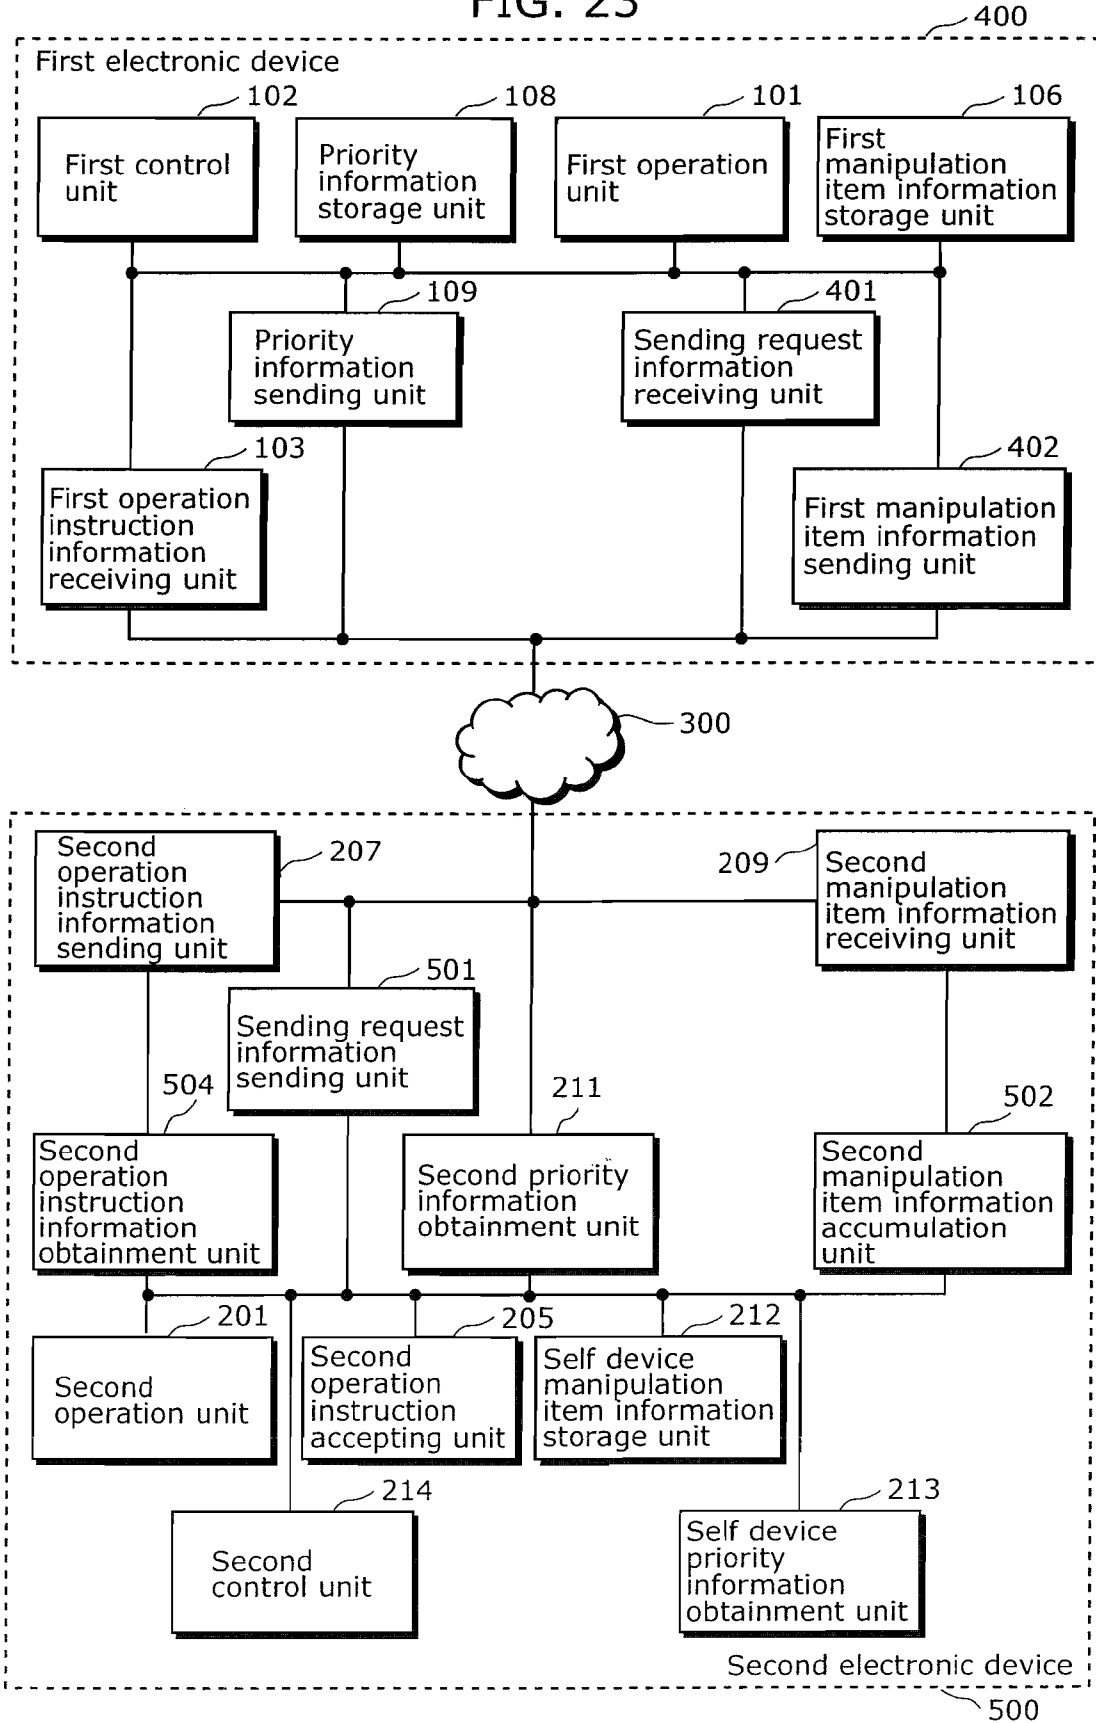 FIG. 23
400
First electronic device
102
108
101
106
First control
unit
Priority
information
storage unit
First operation
unit
First
manipulation
item information
storage unit
109
401
Priority
information
sending unit
Sending request
information
receiving unit
103
402
First operation
instruction
information
receiving unit
First manipulation
item information
sending unit
300
Second
operation
instruction
information
sending unit
207
209
Second
manipulation
item information
receiving unit
501
Sending request
information
sending unit
504
211
502
Second
operation
instruction
information
obtainment unit
Second priority
information
obtainment unit
Second
manipulation
item information
accumulation
unit
201
205
212
Second
operation unit
Second
operation
instruction
accepting unit
Self device
manipulation
item information
storage unit
214
213
Second
control unit
Self device
priority
information
obtainment unit
Second electronic device
500